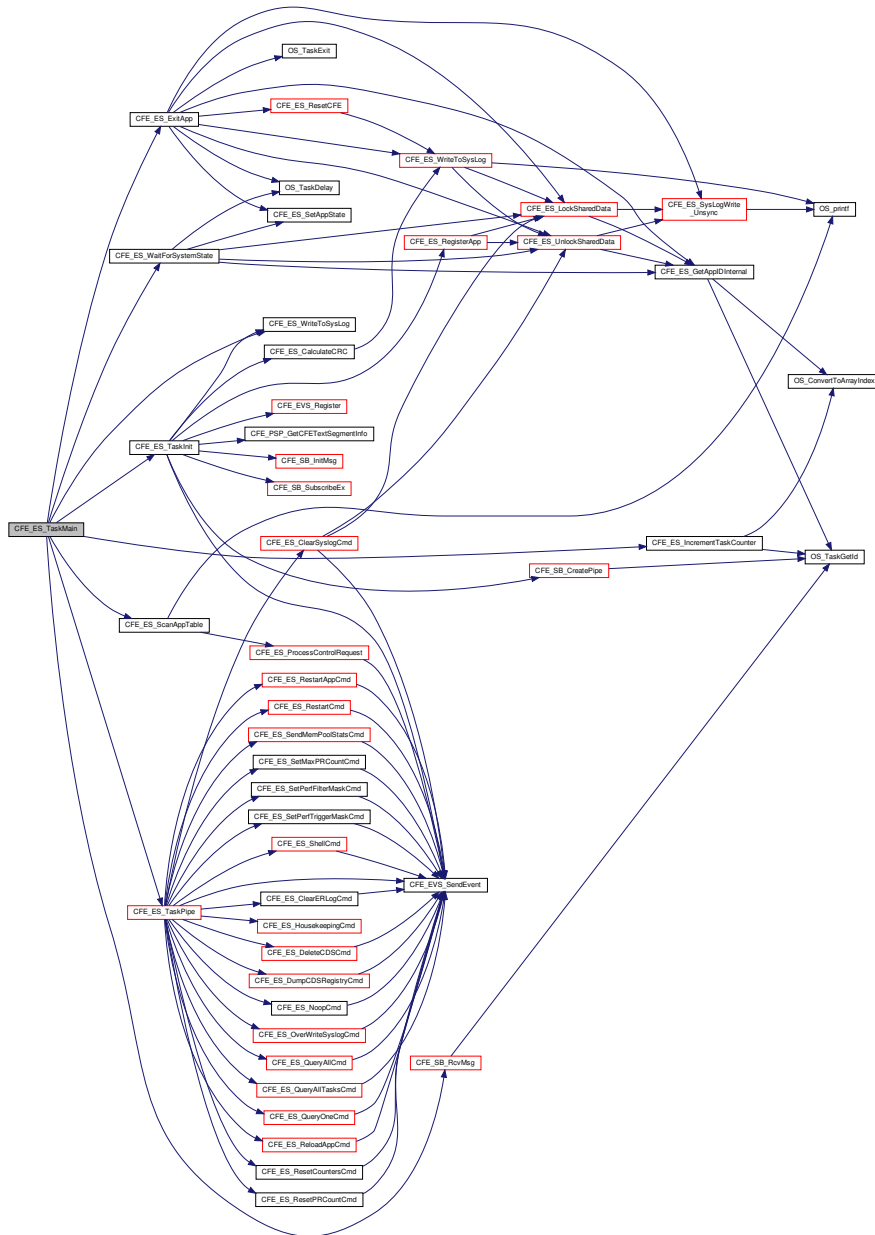 OS_TaskExit
CFE_ES_ResetCFE
CFE_ES_ExitApp
CFE_ES_WriteToSysLog
OS_TaskDelay
CFE_ES_SetAppState
CFE_ES_LockSharedData
CFE_ES_SysLogWrite
_Unsync
OS_printf
CFE_ES_RegisterApp
CFE_ES_UnlockSharedData
CFE_ES_WaitForSystemState
CFE_ES_GetAppIDInternal
CFE_ES_WriteToSysLog
CFE_ES_CalculateCRC
OS_ConvertToArrayIndex
CFE_EVS_Register
CFE_PSP_GetCFETextSegmentInfo
CFE_ES_TaskInit
CFE_SB_InitMsg
CFE_SB_SubscribeEx
CFE_ES_TaskMain
CFE_ES_ClearSyslogCmd
CFE_ES_IncrementTaskCounter
OS_TaskGetId
CFE_SB_CreatePipe
CFE_ES_ScanAppTable
CFE_ES_ProcessControlRequest
CFE_ES_RestartAppCmd
CFE_ES_RestartCmd
CFE_ES_SendMemPoolStatsCmd
CFE_ES_SetMaxPRCountCmd
CFE_ES_SetPerfFilterMaskCmd
CFE_ES_SetPerfTriggerMaskCmd
CFE_ES_ShellCmd
CFE_EVS_SendEvent
CFE_ES_ClearERLogCmd
CFE_ES_TaskPipe
CFE_ES_HousekeepingCmd
CFE_ES_DeleteCDSCmd
CFE_ES_DumpCDSRegistryCmd
CFE_ES_NoopCmd
CFE_ES_OverWriteSyslogCmd
CFE_ES_QueryAllCmd
CFE_SB_RcvMsg
CFE_ES_QueryAllTasksCmd
CFE_ES_QueryOneCmd
CFE_ES_ReloadAppCmd
CFE_ES_ResetCountersCmd
CFE_ES_ResetPRCountCmd